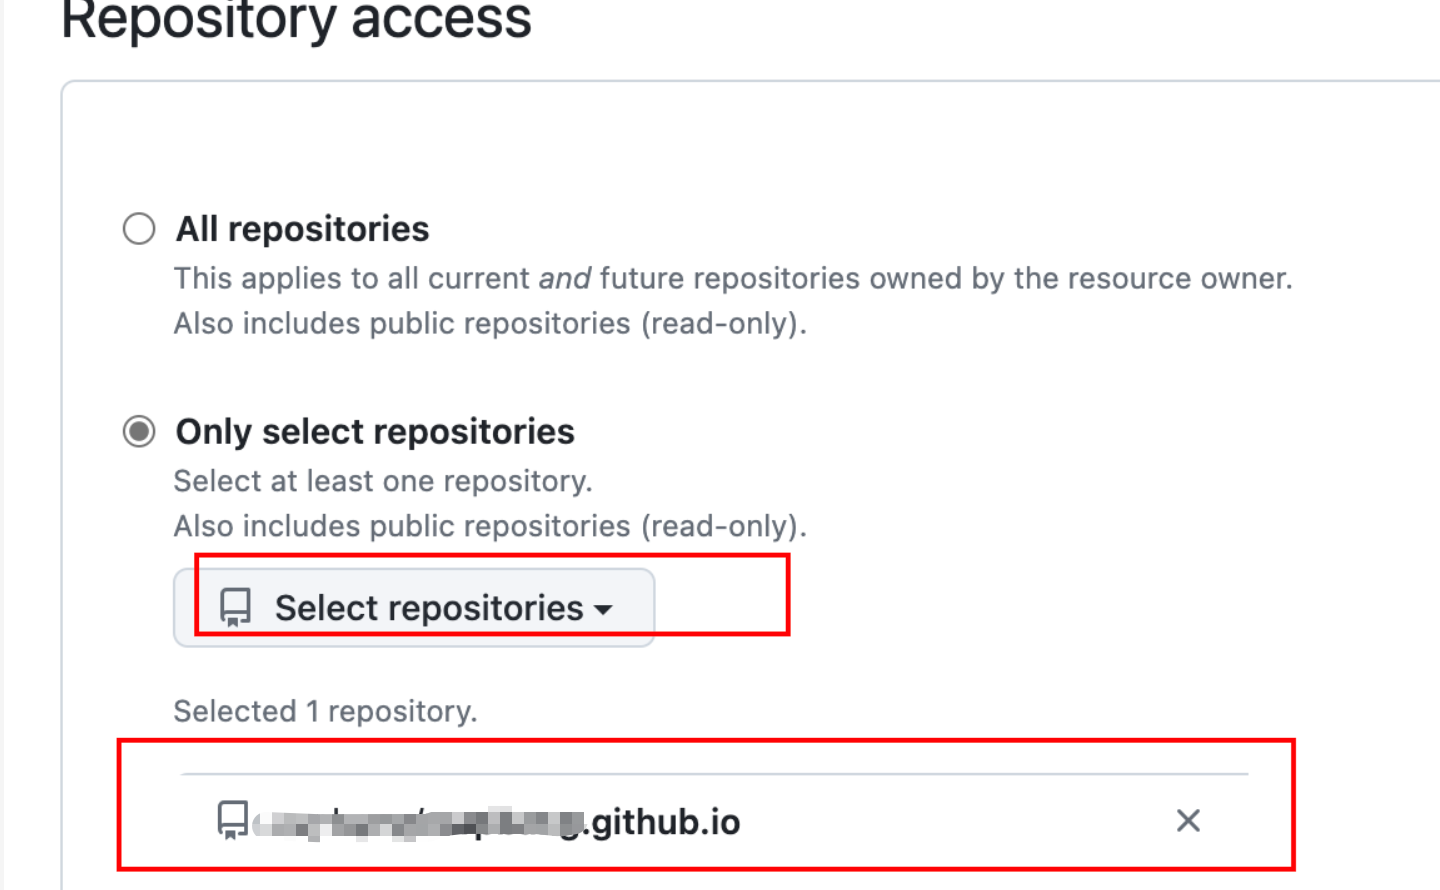 Repository access
All repositories
This applies to all current and future repositories owned by the resource owner.
Also includes public repositories (read-only).
Only select repositories
Select at least one repository.
Also includes public repositories (read-only).
Select repositories
Selected 1 repository.
.github.io